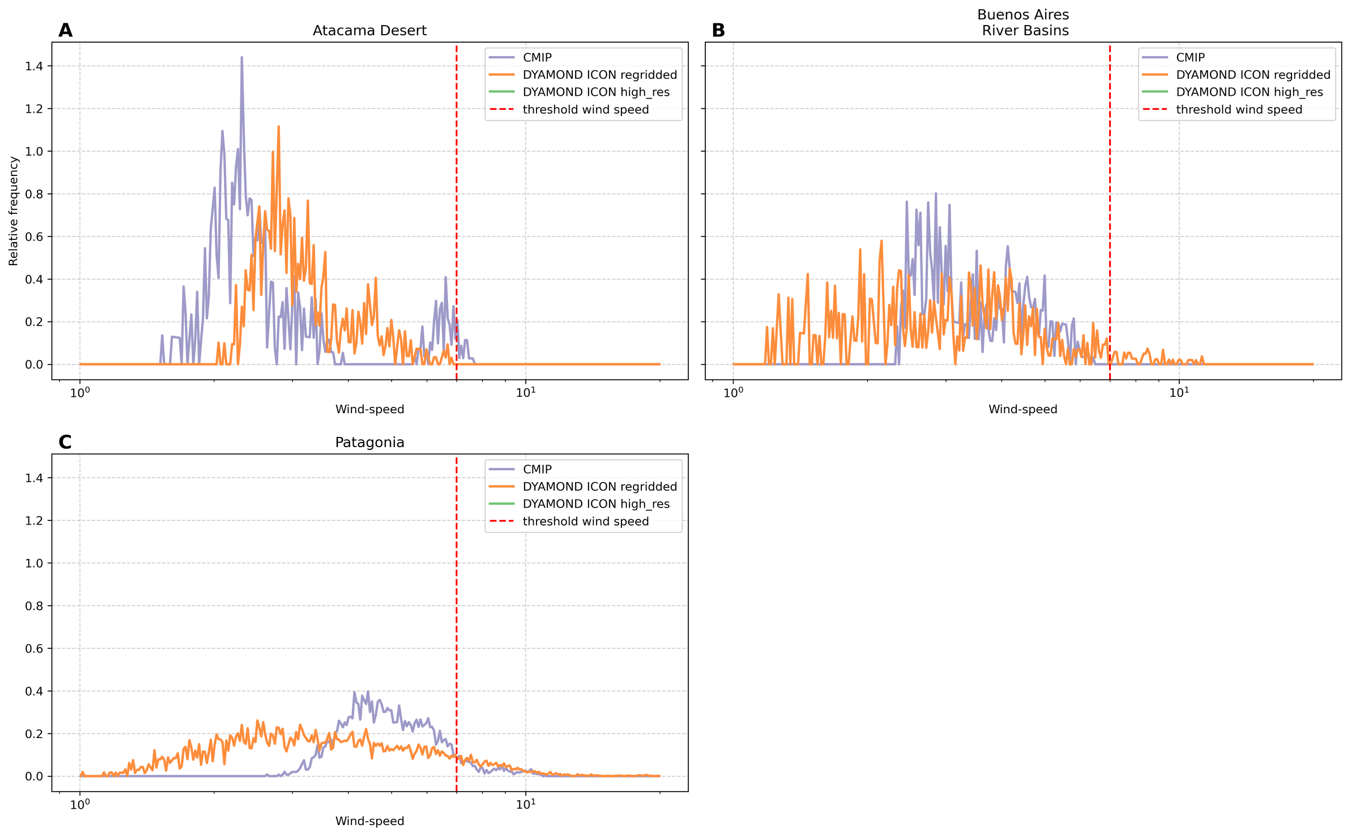 A
Atacama Desert
CMIP
DYAMOND ICON regridded
DYAMOND ICON high_res
threshold wind speed
Relative frequency
1.4
1.2
1.0
0.8
0.6
0.4
0.2
0.0
10⁰
10¹
Wind-speed
B
Buenos Aires
River Basins
CMIP
DYAMOND ICON regridded
DYAMOND ICON high_res
threshold wind speed
10⁰
10¹
Wind-speed
C
Patagonia
CMIP
DYAMOND ICON regridded
DYAMOND ICON high_res
threshold wind speed
1.4
1.2
1.0
0.8
0.6
0.4
0.2
0.0
10⁰
10¹
Wind-speed